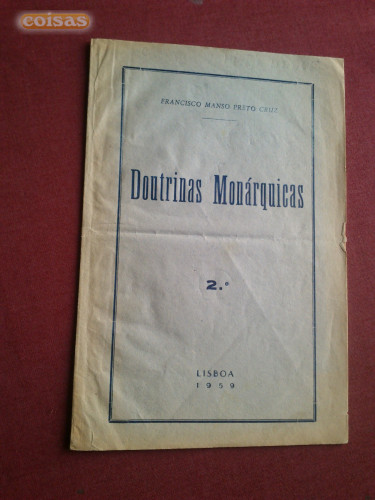 coisas
FRANCISCO MANSO PRETO CRUZ
Doutrinas Monárquicas
2.º
LISBOA
1959